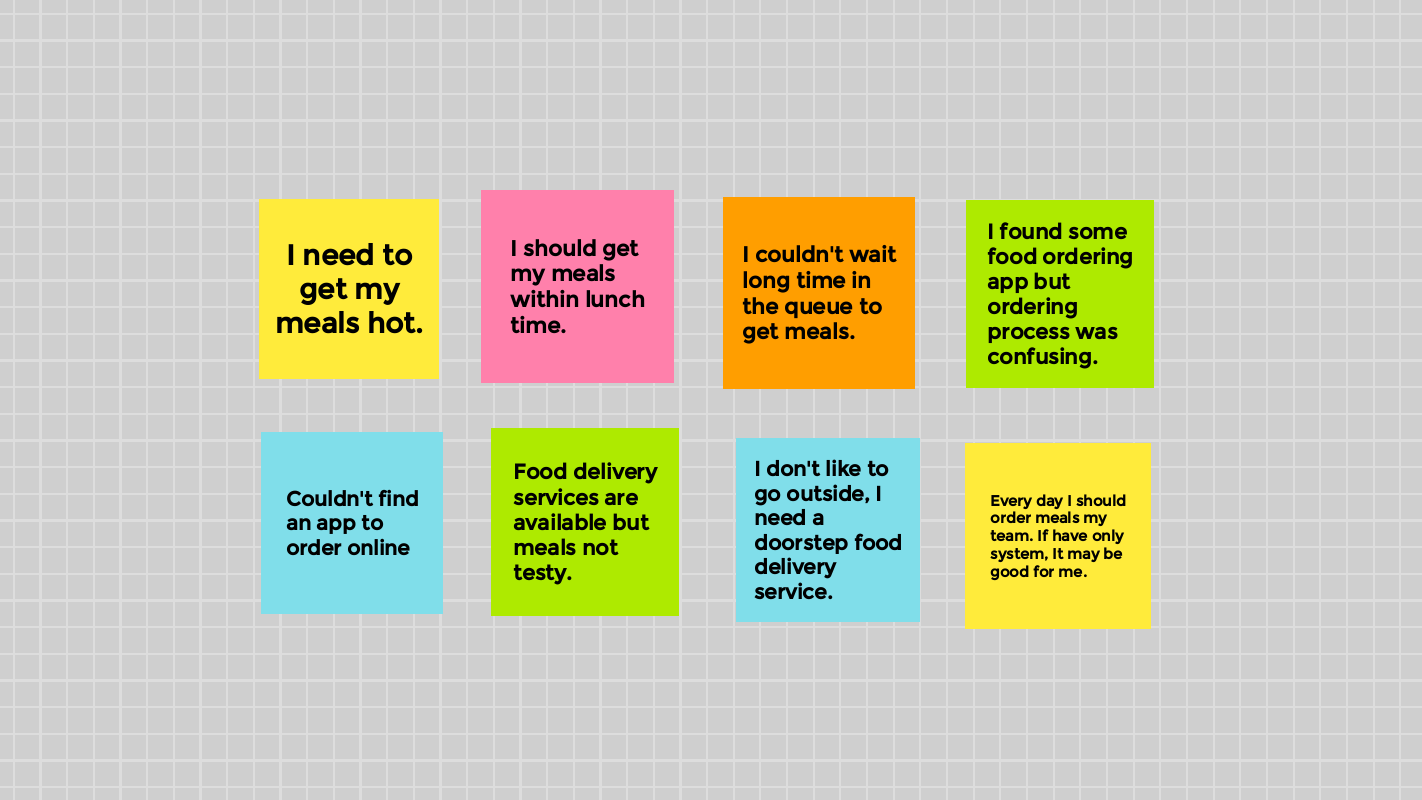 I need to
get my
meals hot.
I should get
my meals
within lunch
time.
I couldn't wait
long time in
the queue to
get meals.
I found some
food ordering
app but
ordering
process was
confusing.
Couldn't find
an app to
order online
Food delivery
services are
available but
meals not
testy.
I don't like to
go outside, I
need a
doorstep food
delivery
service.
Every day I should
order meals my
team. If have only
system, It may be
good for me.